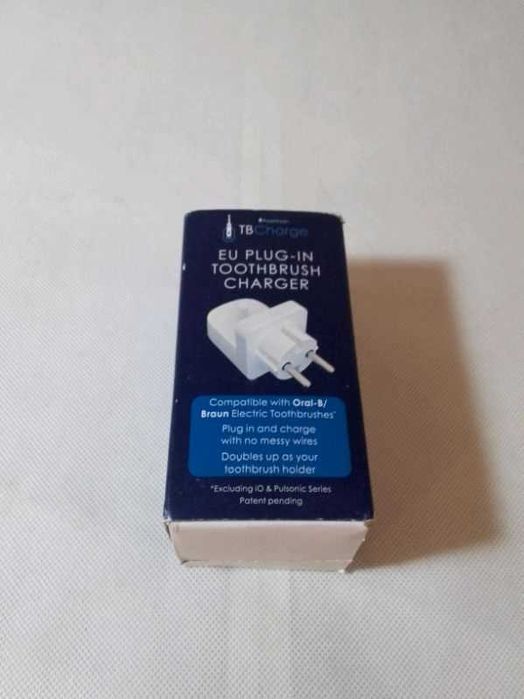 TBCharge
EU PLUG-IN
TOOTHBRUSH
CHARGER
Compatible with Oral-B/
Braun Electric Toothbrushes*
Plug in and charge
with no messy wires
Doubles up as your
toothbrush holder
*Excluding iO & Pulsonic Series
Patent pending